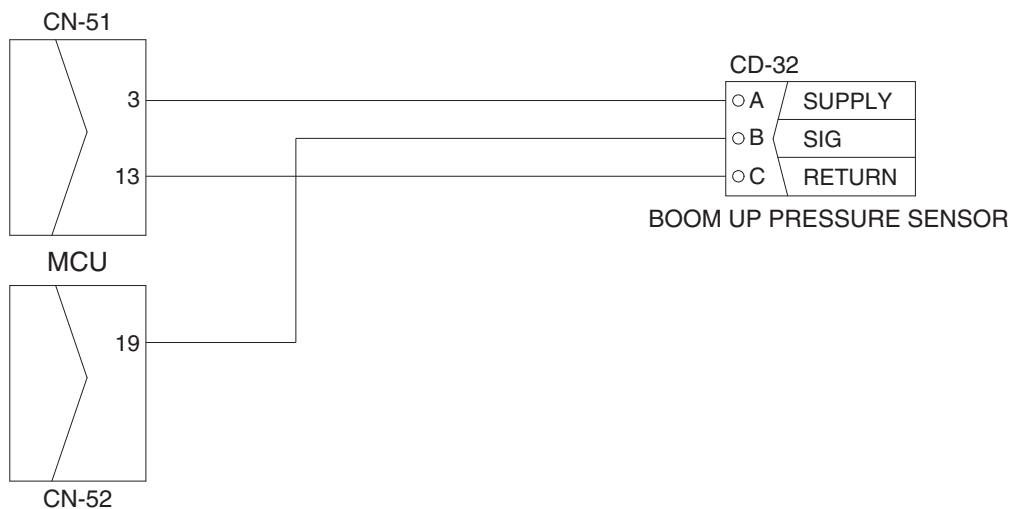 CN-51
CD-32
3
A SUPPLY
B SIG
13
C RETURN
BOOM UP PRESSURE SENSOR
MCU
19
CN-52